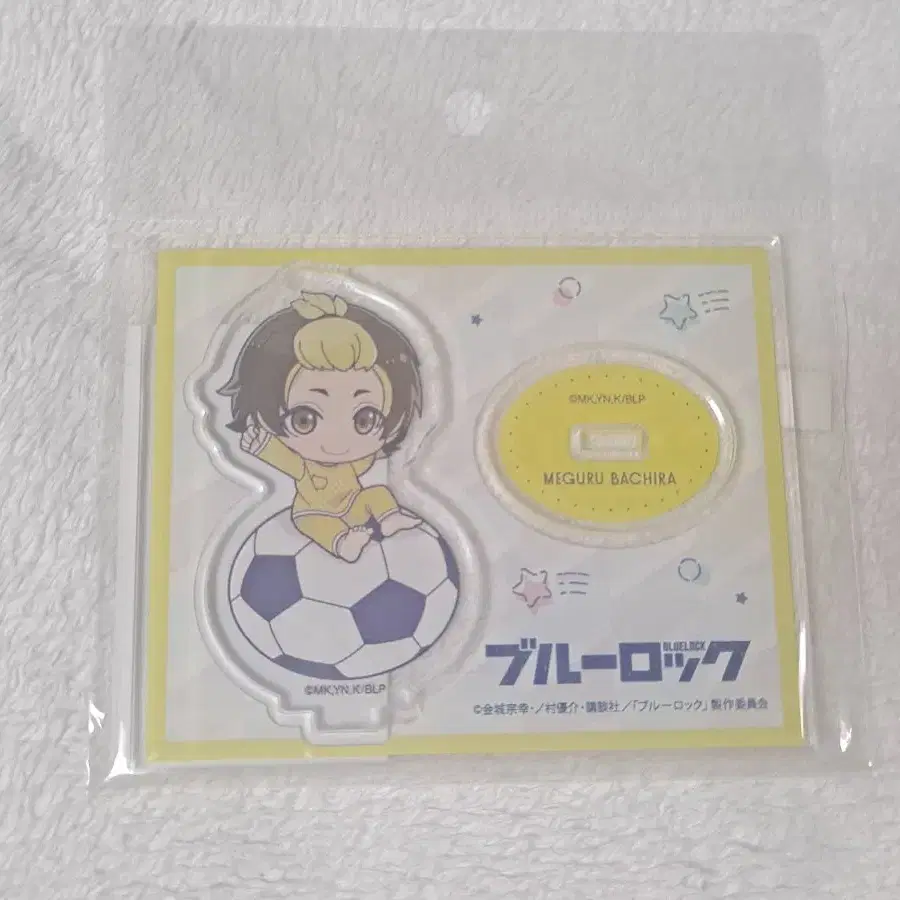 ©MK,YN,K/BLP
MEGURU BACHIRA
©MK,YN,K/BLP
BLUELOCK
ブルーロック
©金城宗幸・ノ村優介・講談社/「ブルーロック」製作委員会